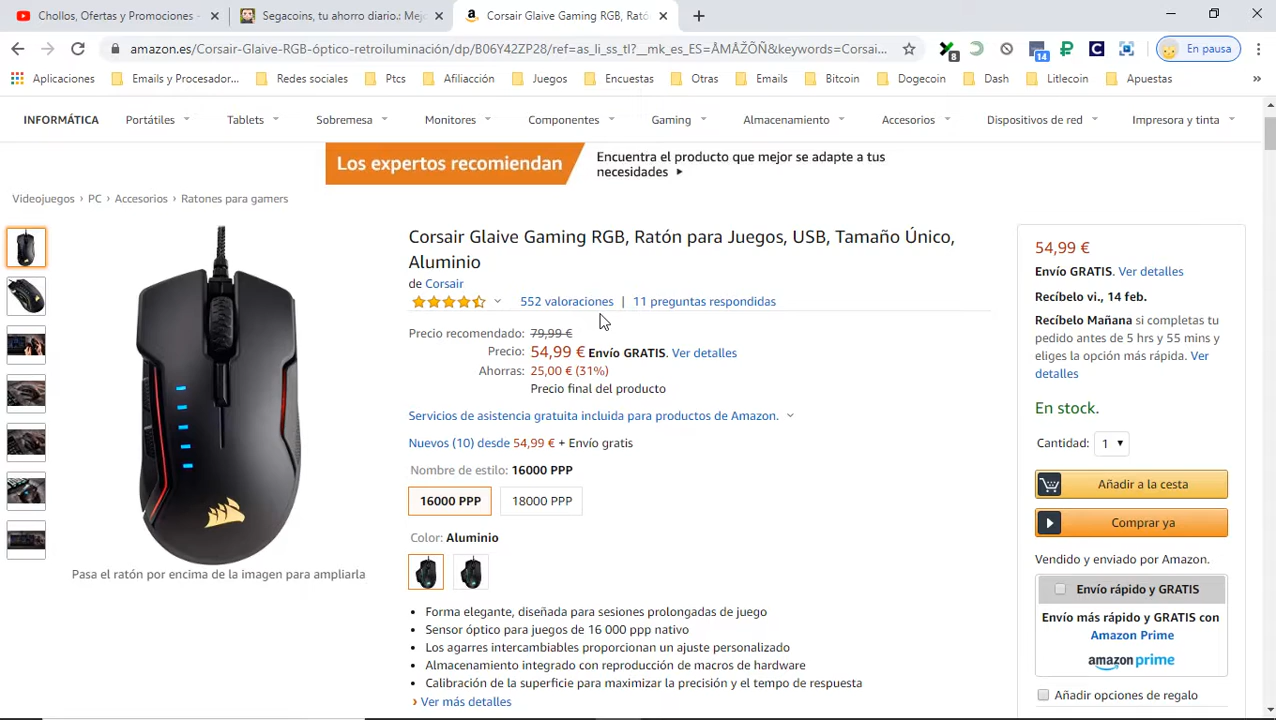 Chollos, Ofertas y Promociones -
Segacoins, tu ahorro diario.: Mej
Corsair Glaive Gaming RGB, Rató
amazon.es/Corsair-Glaive-RGB-óptico-retroiluminación/dp/B06Y42ZP28/ref=as_li_ss_tl?__mk_es_ES=ÅMÅŽÕÑ&keywords=Corsai...
8
14
En pausa
Aplicaciones
Emails y Procesador...
Redes sociales
Ptcs
Afiliacción
Juegos
Encuestas
Otras
Emails
Bitcoin
Dogecoin
Dash
Litlecoin
Apuestas
INFORMÁTICA
Portátiles
Tablets
Sobremesa
Monitores
Componentes
Gaming
Almacenamiento
Accesorios
Dispositivos de red
Impresora y tinta
Los expertos recomiendan
Encuentra el producto que mejor se adapte a tus
necesidades ►
Videojuegos › PC › Accesorios › Ratones para gamers
Pasa el ratón por encima de la imagen para ampliarla
Corsair Glaive Gaming RGB, Ratón para Juegos, USB, Tamaño Único,
Aluminio
de Corsair
552 valoraciones | 11 preguntas respondidas
Precio recomendado: 79,99 €
Precio: 54,99 € Envío GRATIS. Ver detalles
Ahorras: 25,00 € (31%)
Precio final del producto
Servicios de asistencia gratuita incluida para productos de Amazon.
Nuevos (10) desde 54,99 € + Envío gratis
Nombre de estilo: 16000 PPP
16000 PPP
18000 PPP
Color: Aluminio
• Forma elegante, diseñada para sesiones prolongadas de juego
• Sensor óptico para juegos de 16 000 ppp nativo
• Los asarres intercambiables proporcionan un ajuste personalizado
• Almacenamiento integrado con reproducción de macros de hardware
• Calibración de la superficie para maximizar la precisión y el tempo de respuesta
› Ver más detalles
54,99 €
Envío GRATIS. Ver detalles
Recíbelo vi., 14 feb.
Recíbelo Mañana si completas tu
pedido antes de 5 hrs y 55 mins y
eliges la opción más rápida. Ver
detalles
En stock.
Cantidad: 1
Añadir a la cesta
Comprar ya
Vendido y enviado por Amazon.
Envío rápido y GRATIS
Envío más rápido y GRATIS con
Amazon Prime
amazon prime
Añadir opciones de regalo